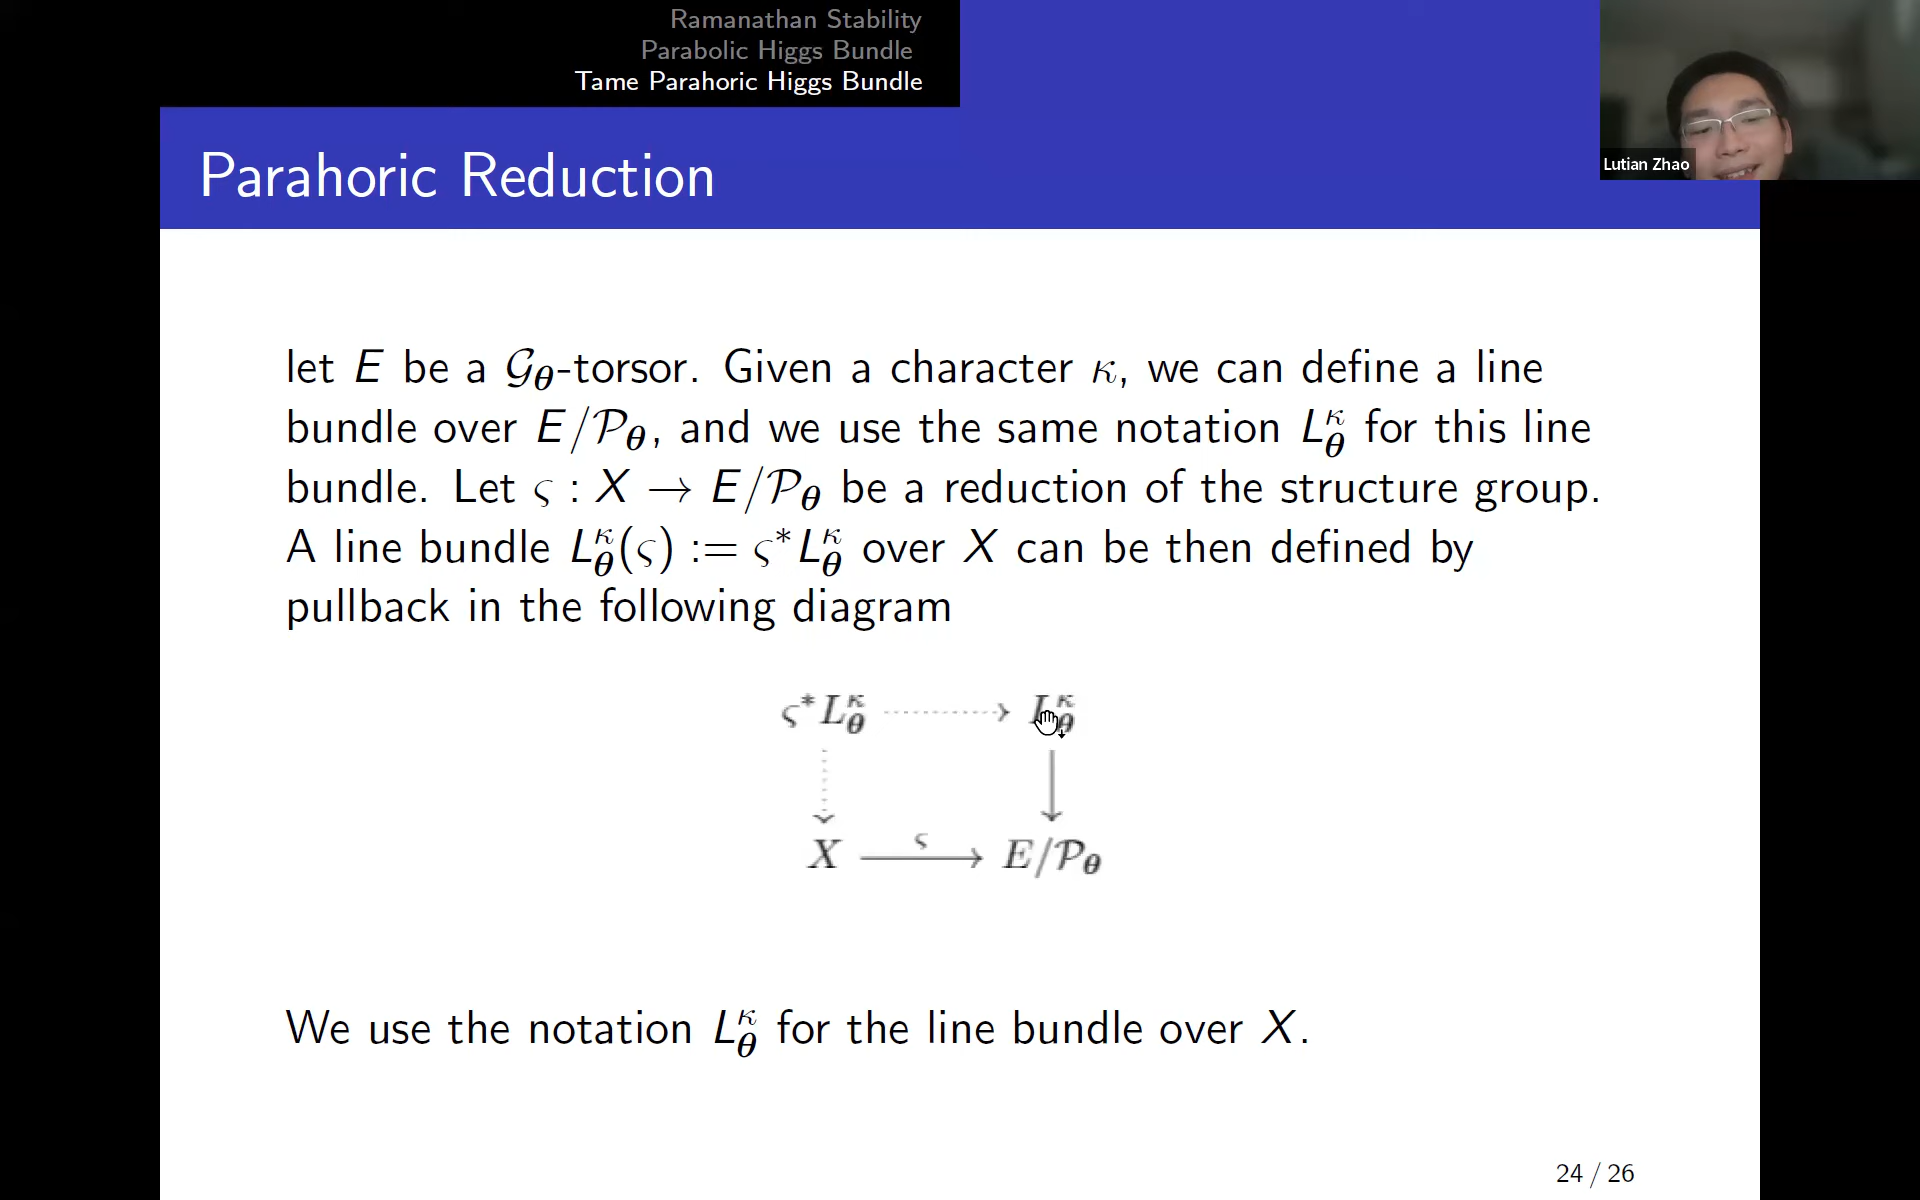 Ramanathan Stability
Parabolic Higgs Bundle
Tame Parahoric Higgs Bundle
Lutian Zhao
Parahoric Reduction
let E be a 𝒢_θ-torsor. Given a character κ, we can define a line
bundle over E/𝒫_θ, and we use the same notation L_θ^κ for this line
bundle. Let ς : X → E/𝒫_θ be a reduction of the structure group.
A line bundle L_θ^κ(ς) := ς*L_θ^κ over X can be then defined by
pullback in the following diagram
ς*L_θ^κ L_θ^κ
ς
X E/𝒫_θ
We use the notation L_θ^κ for the line bundle over X.
24 / 26